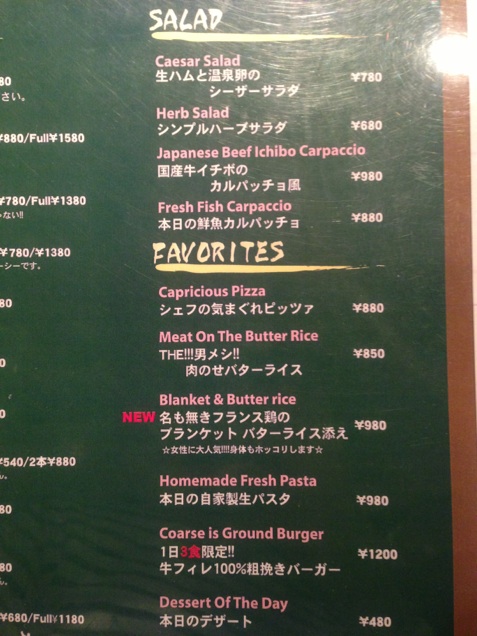 SALAD
Caesar Salad
生ハムと温泉卵の
シーザーサラダ ¥780
Herb Salad
シンプルハーブサラダ ¥680
Japanese Beef Ichibo Carpaccio
国産牛イチボの
カルパッチョ風 ¥980
Fresh Fish Carpaccio
本日の鮮魚カルパッチョ ¥880
FAVORITES
Capricious Pizza
シェフの気まぐれピッツァ ¥880
Meat On The Butter Rice
THE!!!男メシ!!
肉のせバターライス ¥850
Blanket & Butter rice
NEW 名も無きフランス鶏の
ブランケット バターライス添え ¥980
☆女性に大人気!!!!身体もホッコリします☆
Homemade Fresh Pasta
本日の自家製生パスタ ¥980
Coarse is Ground Burger
1日3食限定!!
牛フィレ100%粗挽きバーガー ¥1200
Dessert Of The Day
本日のデザート ¥480
80
さい。
¥880/Full¥1580
¥780/Full¥1380
ない!!
¥780/¥1380
ーシーです。
80
0
0
¥540/2本¥880
ん。
80
80
ん。
¥680/Full¥1180